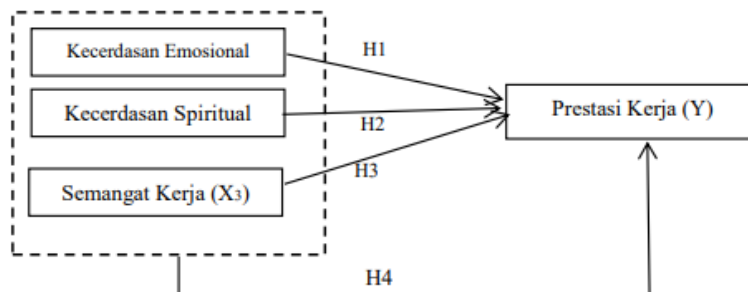 Kecerdasan Emosional
H1
Kecerdasan Spiritual
Prestasi Kerja (Y)
H2
H3
Semangat Kerja (X₃)
H4